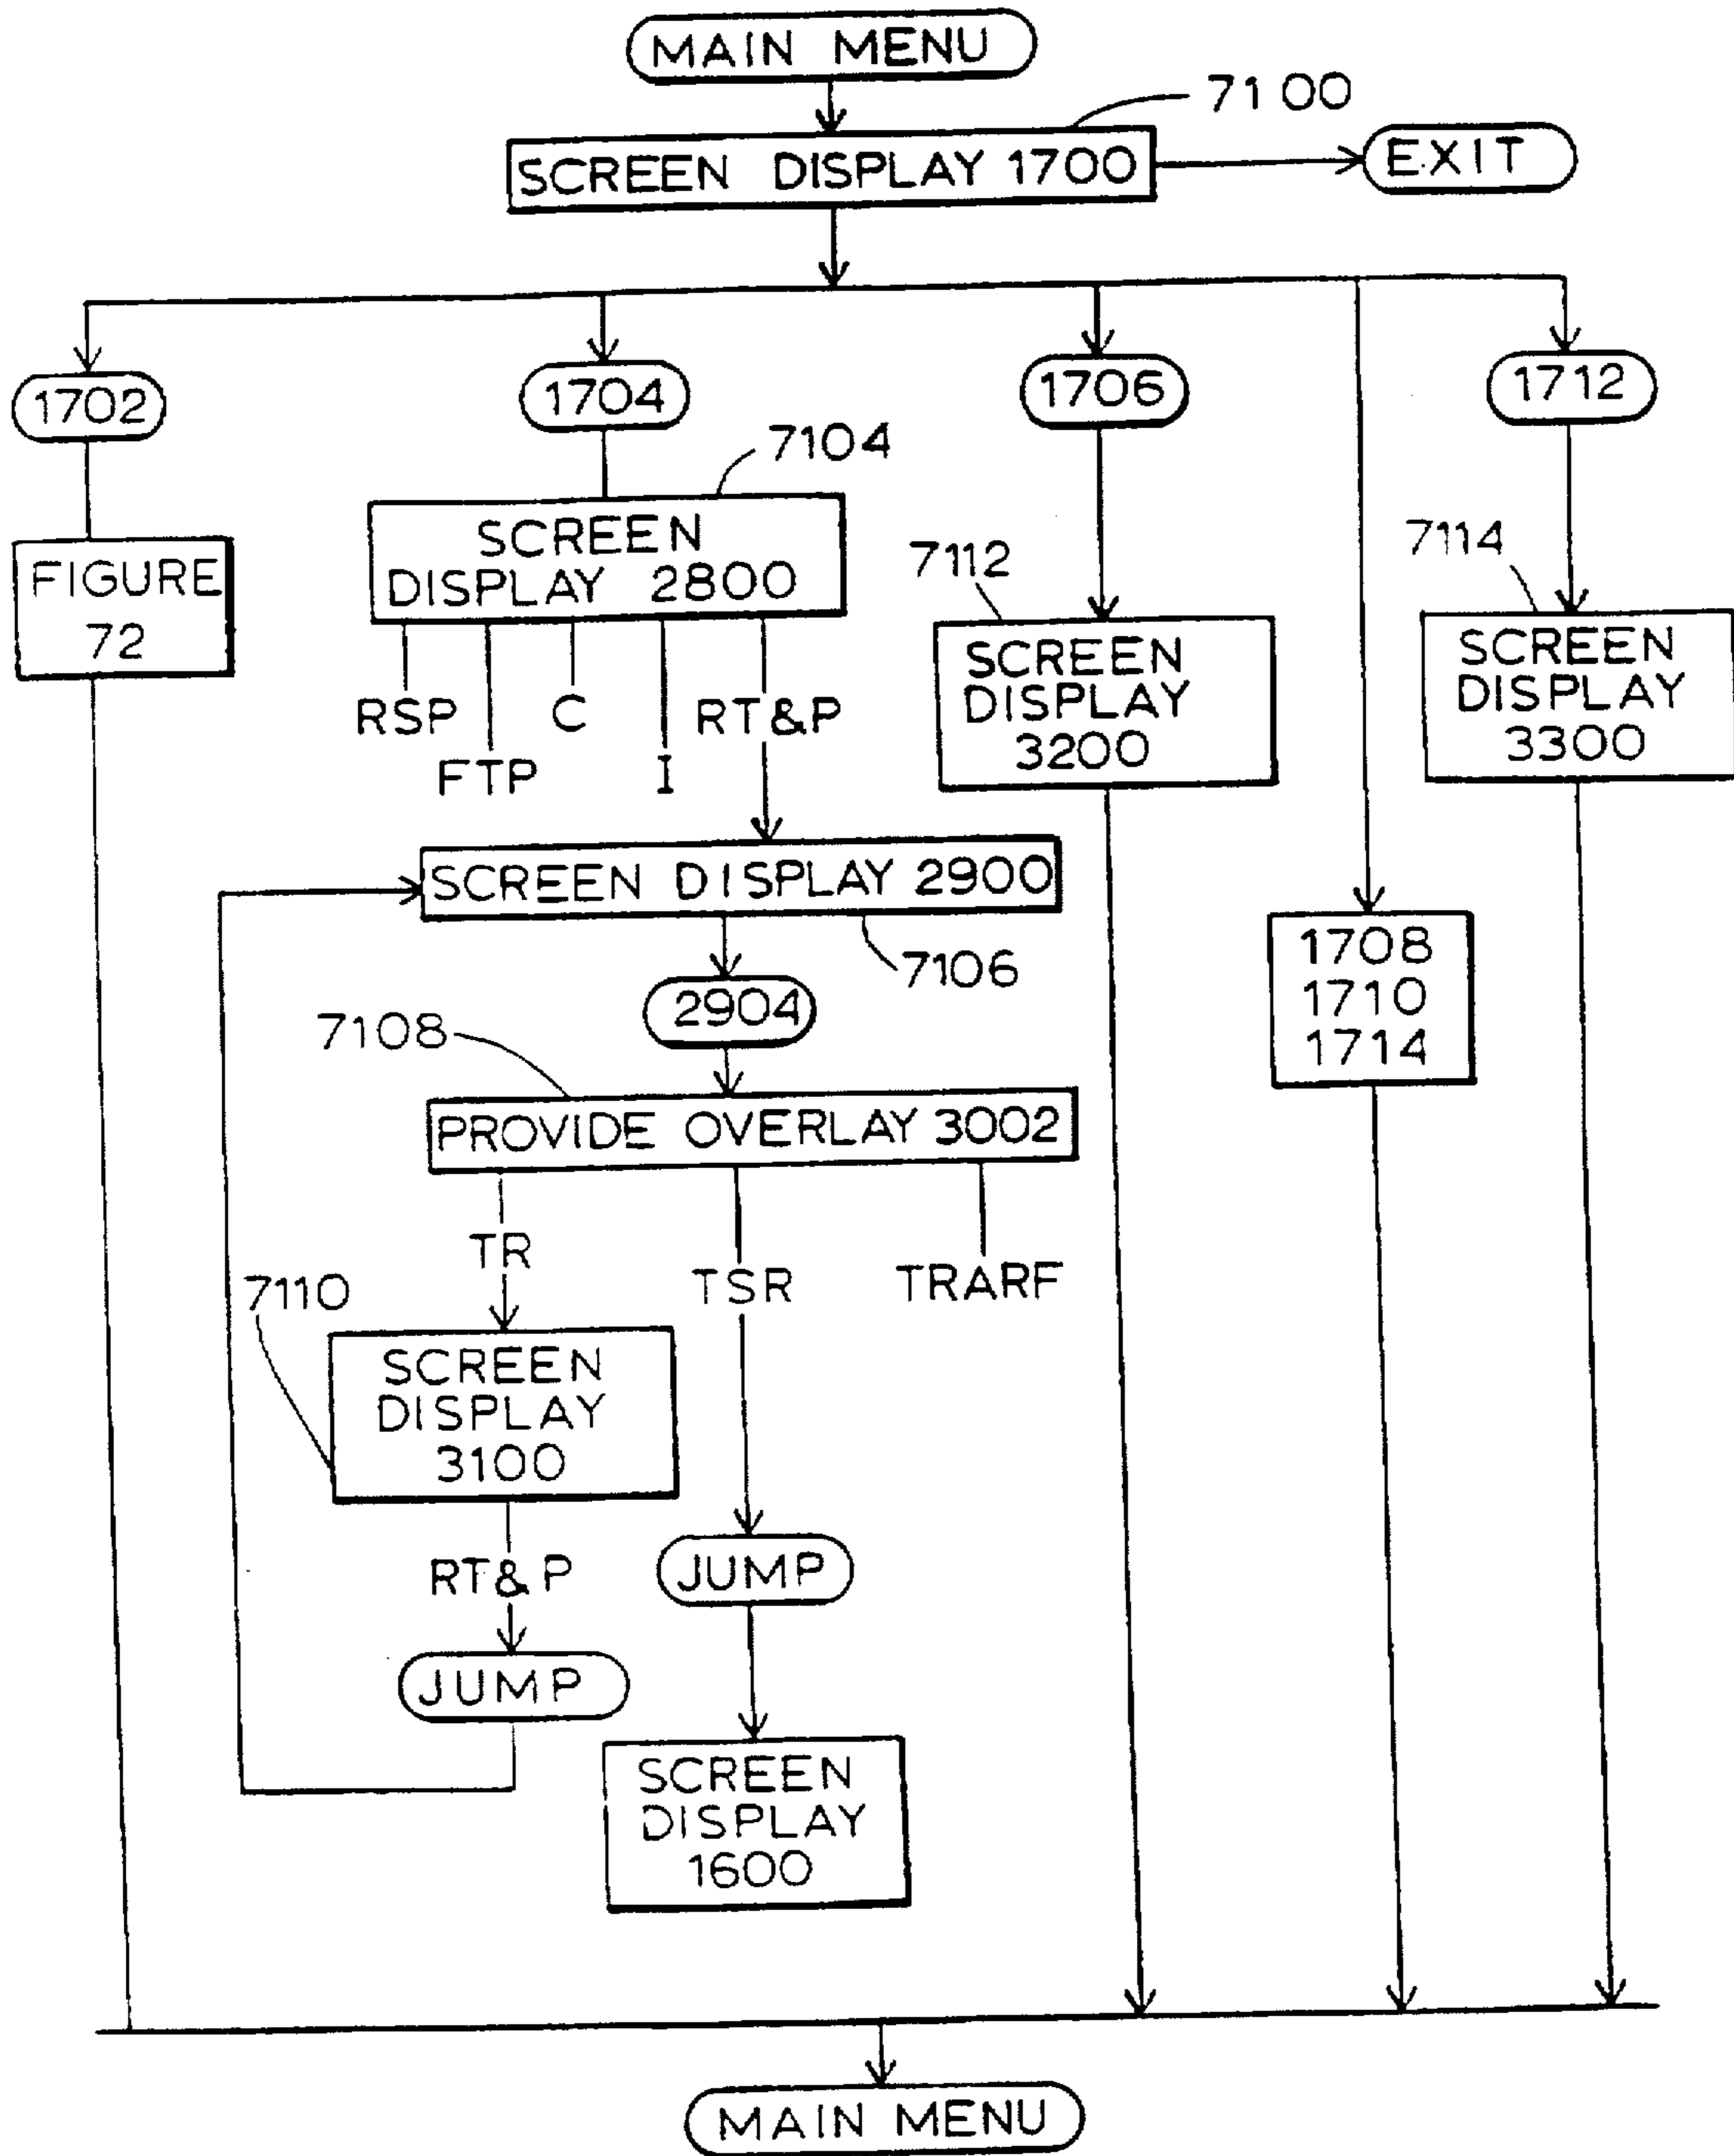 MAIN MENU
7100
SCREEN DISPLAY 1700
EXIT
1702
1704
1706
1712
7104
FIGURE
72
SCREEN
DISPLAY 2800
7112
SCREEN
DISPLAY
3200
7114
SCREEN
DISPLAY
3300
RSP
FTP
C
I
RT&P
SCREEN DISPLAY 2900
7106
2904
1708
1710
1714
7108
PROVIDE OVERLAY 3002
TR
TSR
TRARF
7110
SCREEN
DISPLAY
3100
RT&P
JUMP
JUMP
SCREEN
DISPLAY
1600
MAIN MENU